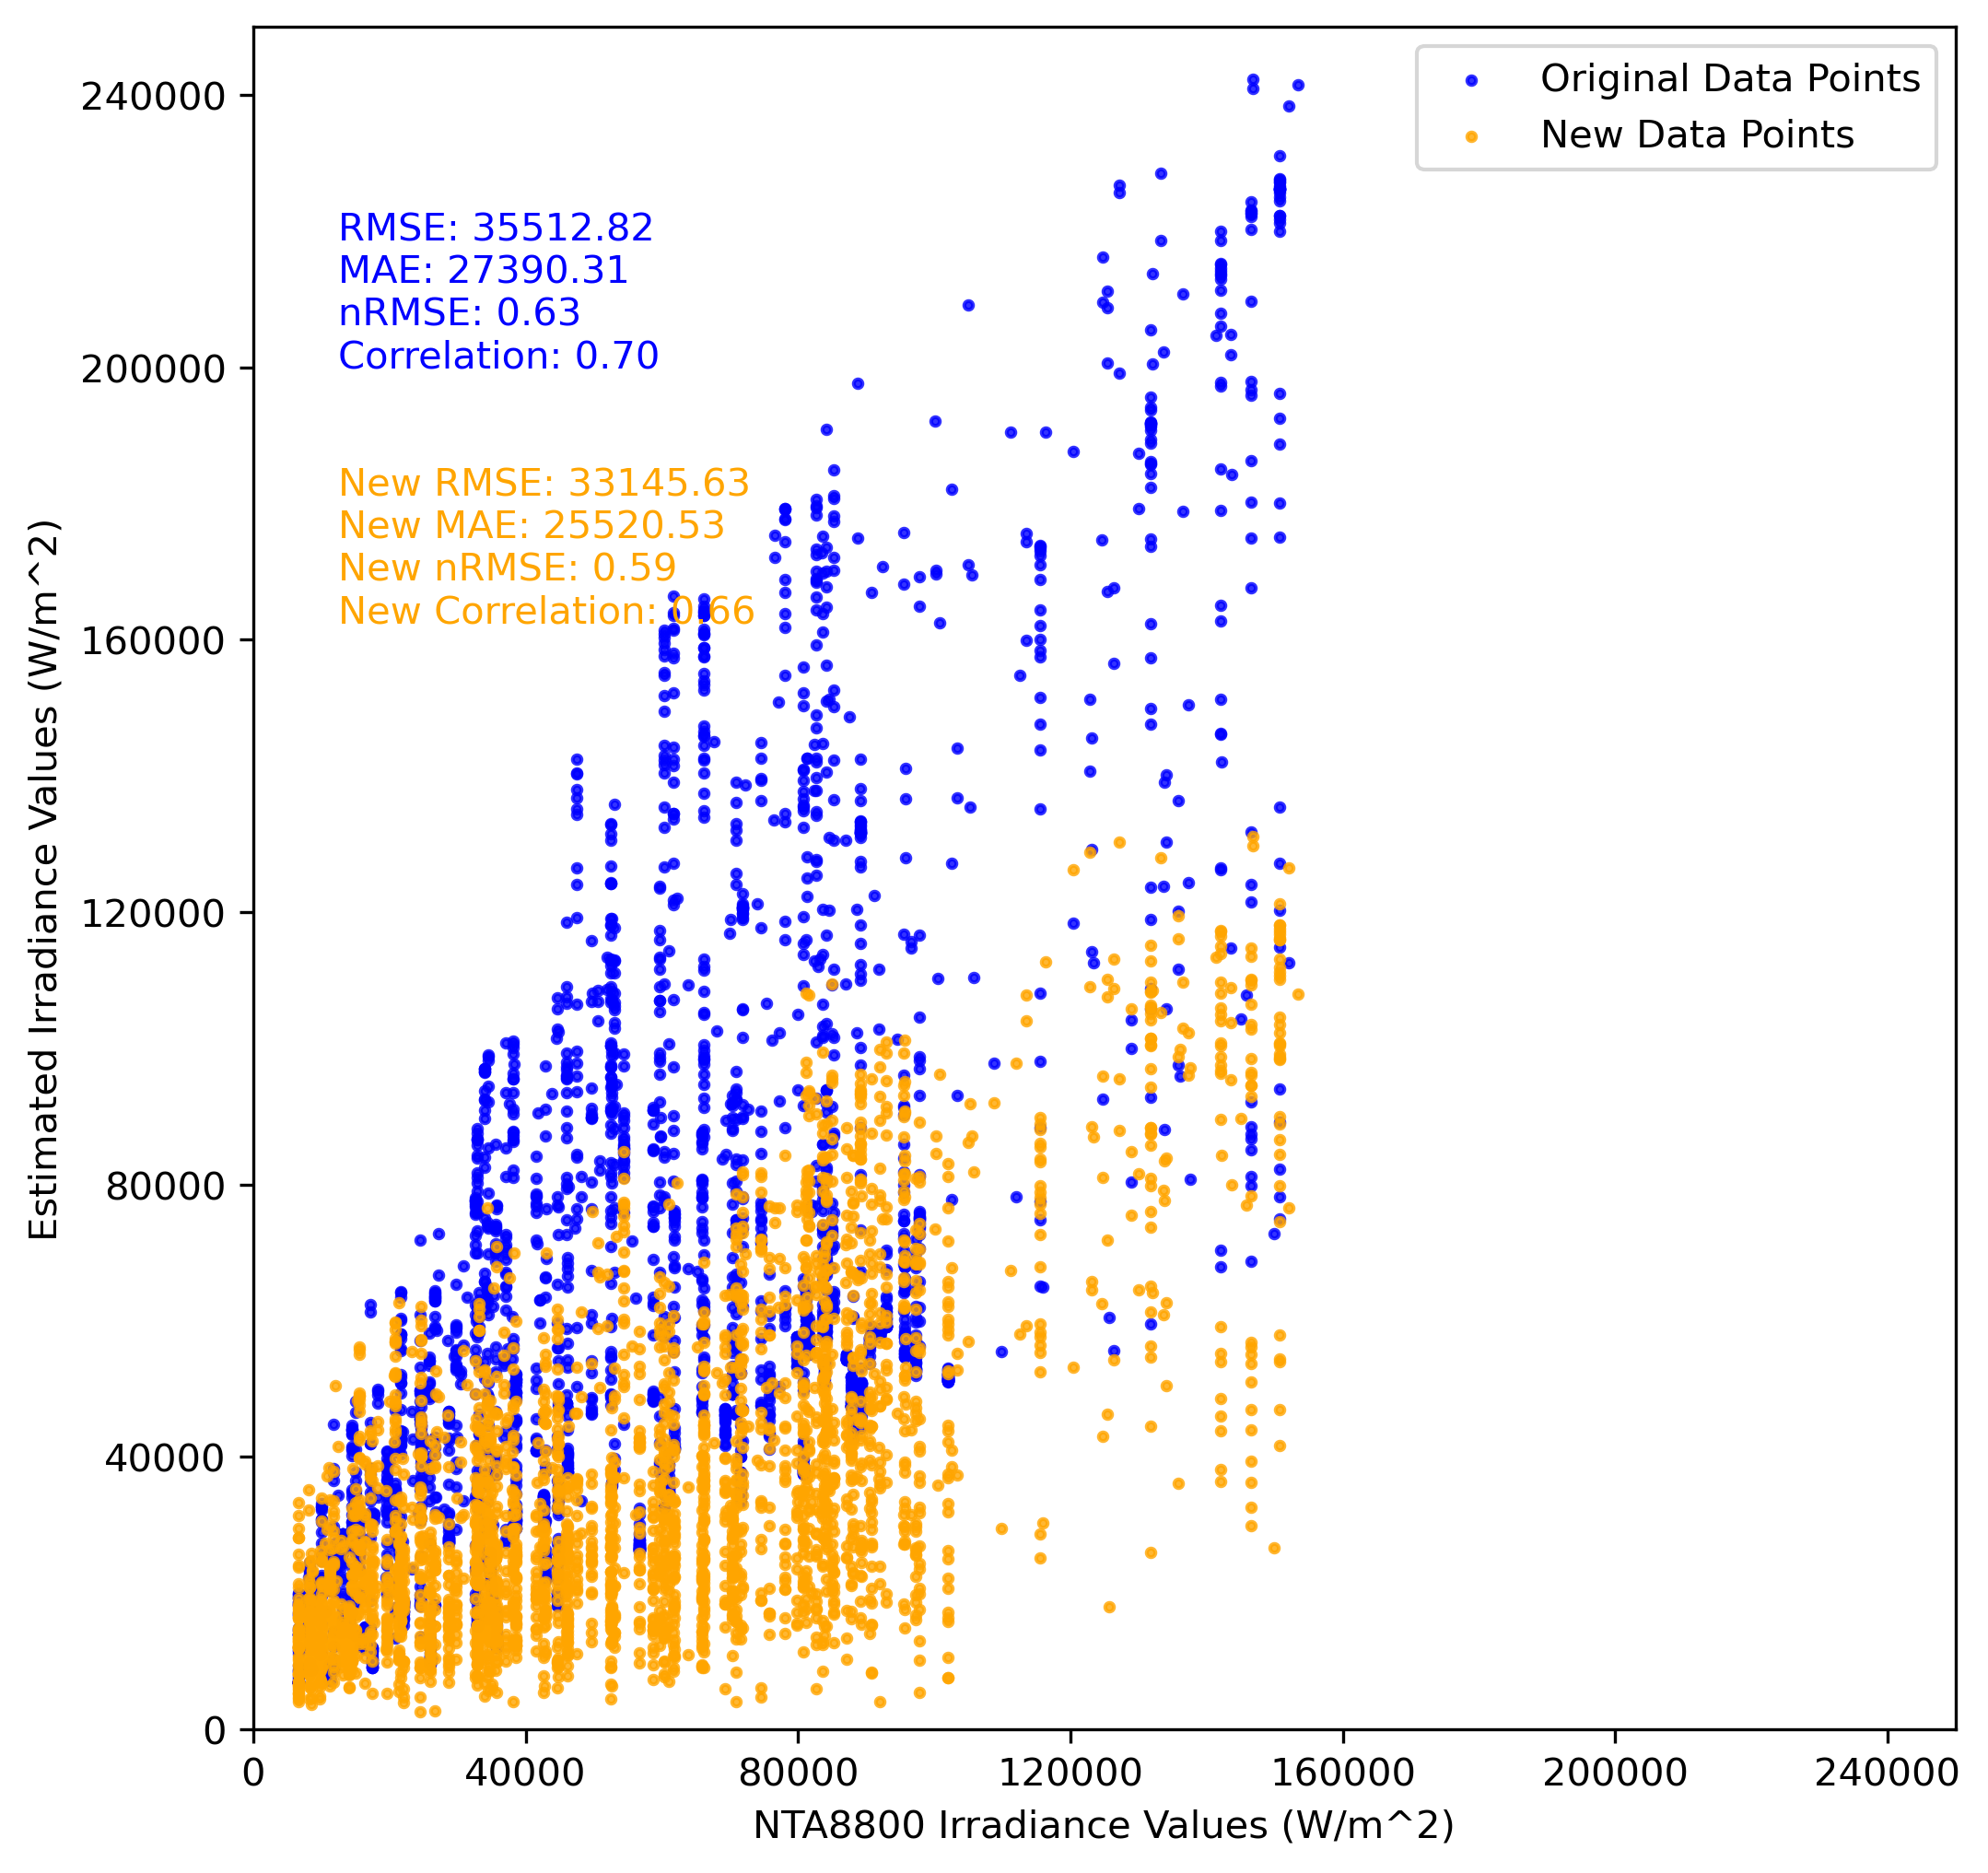 Original Data Points
New Data Points
RMSE: 35512.82
MAE: 27390.31
nRMSE: 0.63
Correlation: 0.70
New RMSE: 33145.63
New MAE: 25520.53
New nRMSE: 0.59
New Correlation: 0.66
Estimated Irradiance Values (W/m^2)
240000
200000
160000
120000
80000
40000
0
0 40000 80000 120000 160000 200000 240000
NTA8800 Irradiance Values (W/m^2)